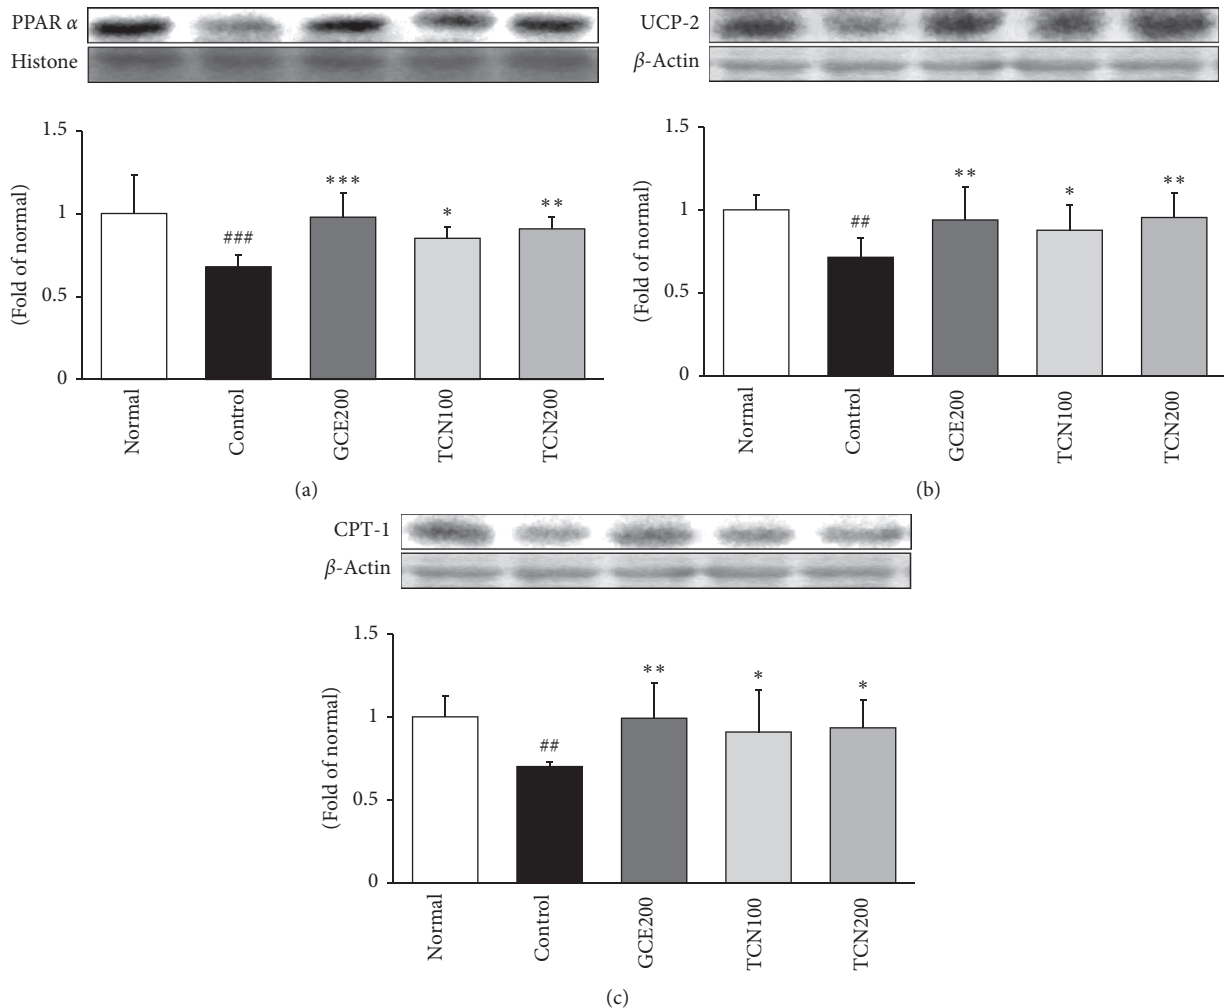 PPAR α
Histone
1.5
1
0.5
0
(Fold of normal)
###
***
*
**
Normal
Control
GCE200
TCN100
TCN200
(a)
UCP-2
β-Actin
1.5
1
0.5
0
(Fold of normal)
##
**
*
**
Normal
Control
GCE200
TCN100
TCN200
(b)
CPT-1
β-Actin
1.5
1
0.5
0
(Fold of normal)
##
**
*
*
Normal
Control
GCE200
TCN100
TCN200
(c)